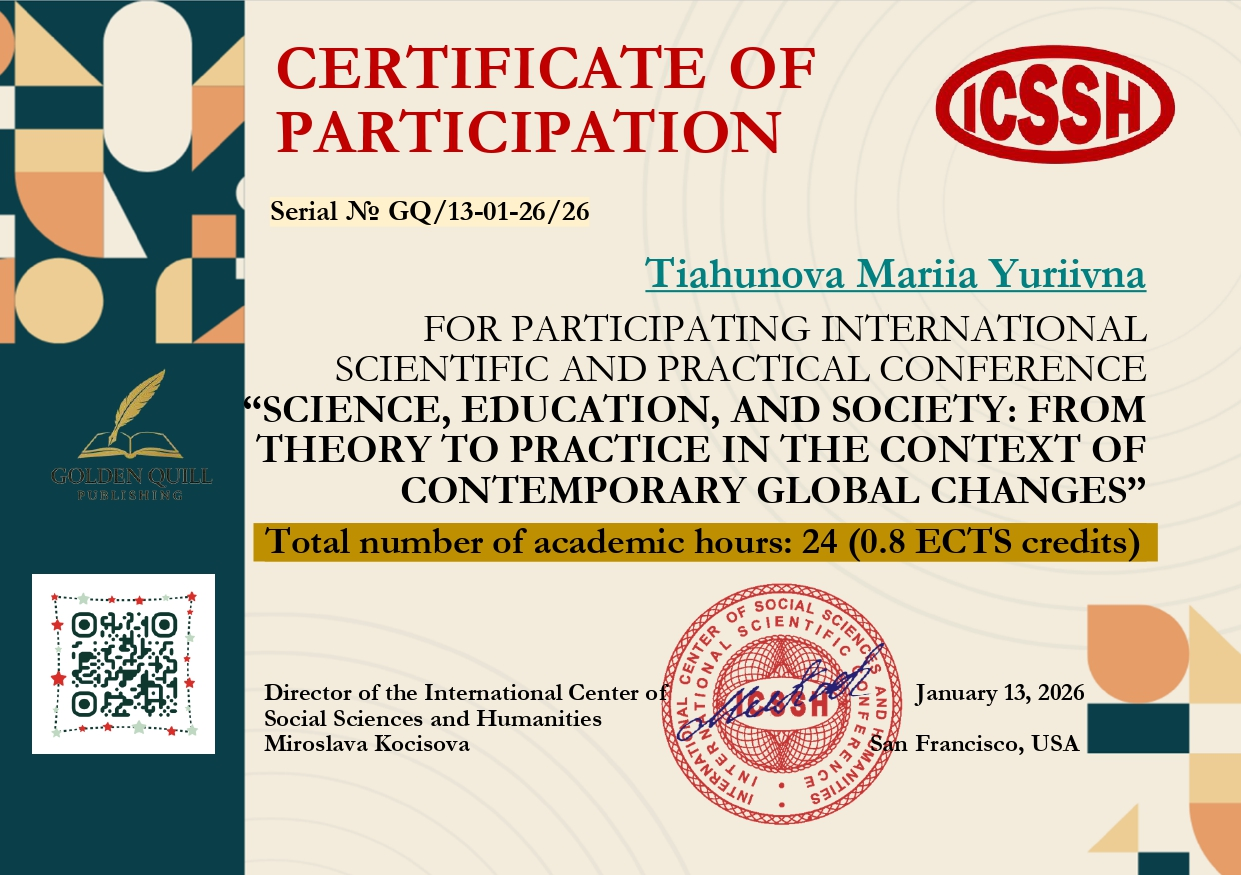 CERTIFICATE OF
PARTICIPATION
ICSSH
Serial № GQ/13-01-26/26
Tiahunova Mariia Yuriivna
FOR PARTICIPATING INTERNATIONAL
SCIENTIFIC AND PRACTICAL CONFERENCE
“SCIENCE, EDUCATION, AND SOCIETY: FROM
THEORY TO PRACTICE IN THE CONTEXT OF
CONTEMPORARY GLOBAL CHANGES”
Total number of academic hours: 24 (0.8 ECTS credits)
GOLDEN QUILL
PUBLISHING
Director of the International Center of
Social Sciences and Humanities
Miroslava Kocisova
INTERNATIONAL CENTER OF SOCIAL SCIENCES AND HUMANITIES
INTERNATIONAL SCIENTIFIC CONFERENCE
ICSSH
January 13, 2026
San Francisco, USA